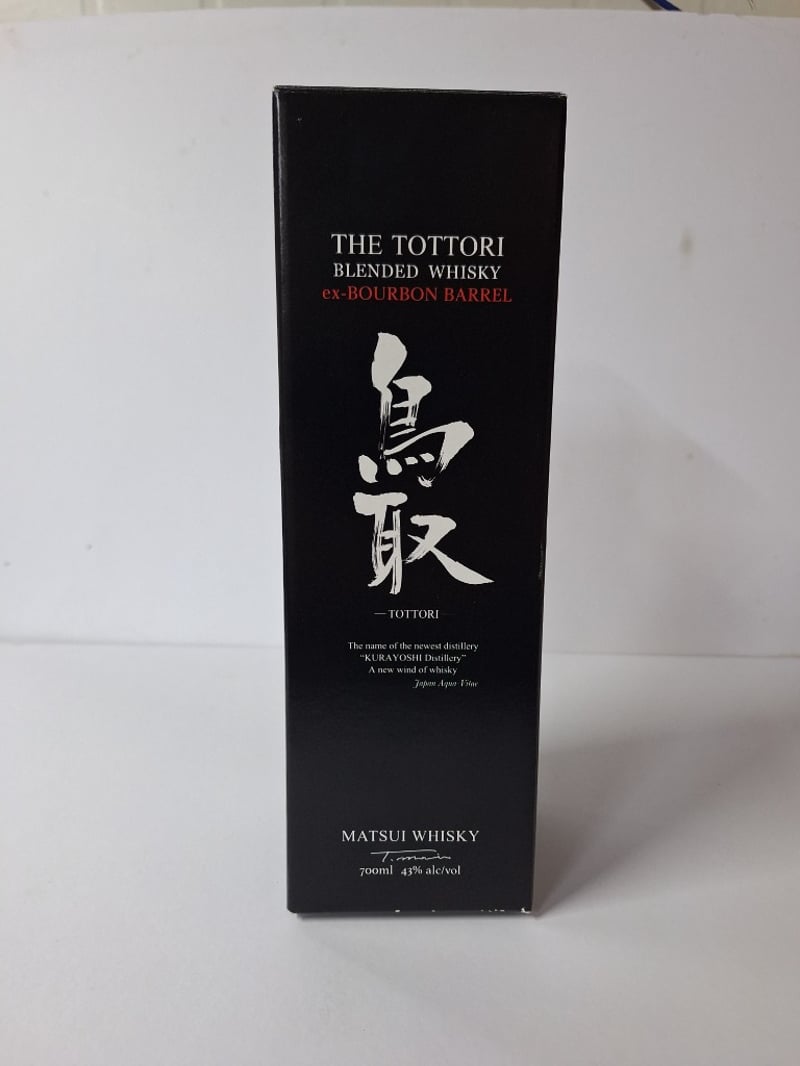 THE TOTTORI
BLENDED WHISKY
ex-BOURBON BARREL
鳥
取
—TOTTORI—
The name of the newest distillery
“KURAYOSHI Distillery”
A new wind of whisky
Japan Aqua Vitae
MATSUI WHISKY
700ml 43% alc/vol